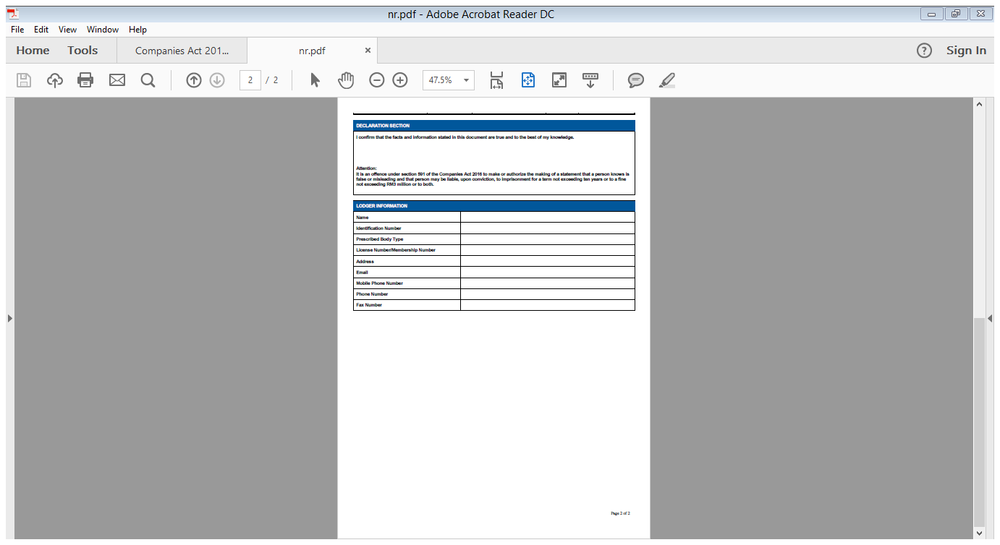 nr.pdf - Adobe Acrobat Reader DC
File Edit View Window Help
Home Tools Companies Act 201... nr.pdf × ? Sign In
2 / 2 47.5%
DECLARATION SECTION
I confirm that the facts and information stated in this document are true and to the best of my knowledge.
Attention:
It is an offence under section 591 of the Companies Act 2016 to make or authorize the making of a statement that a person knows is
false or misleading and that person may be liable, upon conviction, to imprisonment for a term not exceeding ten years or to a fine
not exceeding RM3 million or to both.
LODGER INFORMATION
Name
Identification Number
Prescribed Body Type
License Number/Membership Number
Address
Email
Mobile Phone Number
Phone Number
Fax Number
Page 2 of 2